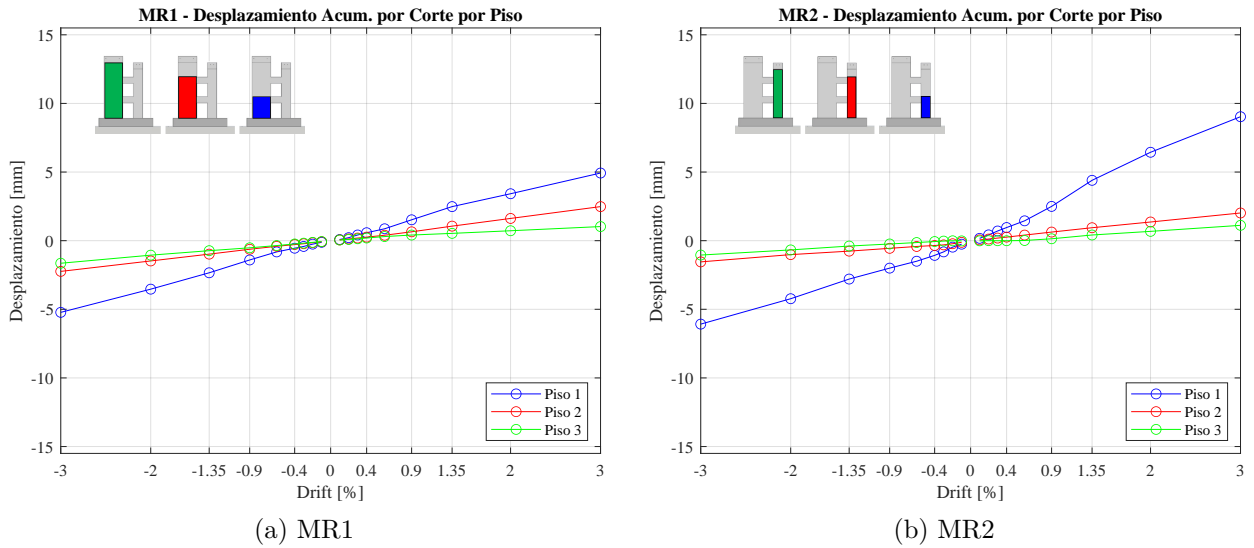 MR1 - Desplazamiento Acum. por Corte por Piso
15
10
5
0
-5
-10
-15
Desplazamiento [mm]
Piso 1
Piso 2
Piso 3
-3 -2 -1.35 -0.9 -0.4 0 0.4 0.9 1.35 2 3
Drift [%]
(a) MR1
MR2 - Desplazamiento Acum. por Corte por Piso
15
10
5
0
-5
-10
-15
Desplazamiento [mm]
Piso 1
Piso 2
Piso 3
-3 -2 -1.35 -0.9 -0.4 0 0.4 0.9 1.35 2 3
Drift [%]
(b) MR2